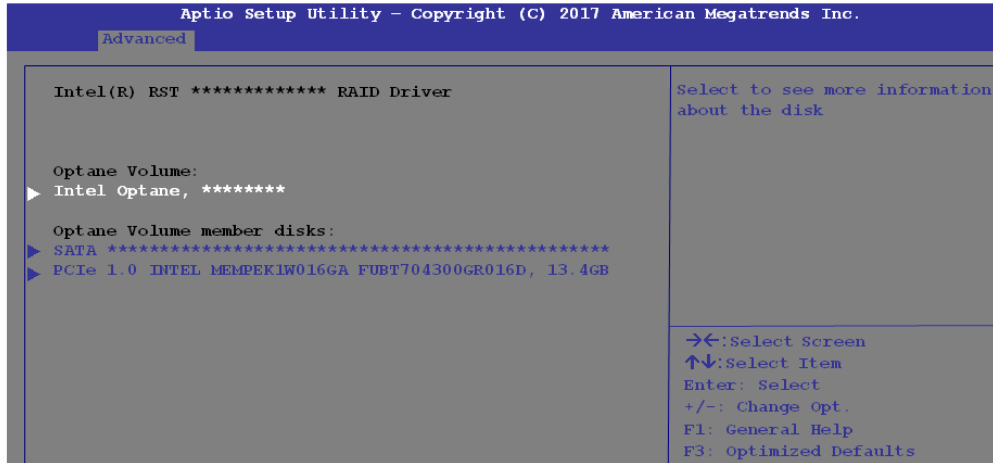 Aptio Setup Utility – Copyright (C) 2017 American Megatrends Inc.
Advanced
Intel(R) RST ************* RAID Driver
Optane Volume:
Intel Optane, ********
Optane Volume member disks:
SATA ************************************************
PCIe 1.0 INTEL MEMPEK1W016GA FUBT704300GR016D, 13.4GB
Select to see more information
about the disk
→←:Select Screen
↑↓:Select Item
Enter: Select
+/-: Change Opt.
F1: General Help
F3: Optimized Defaults